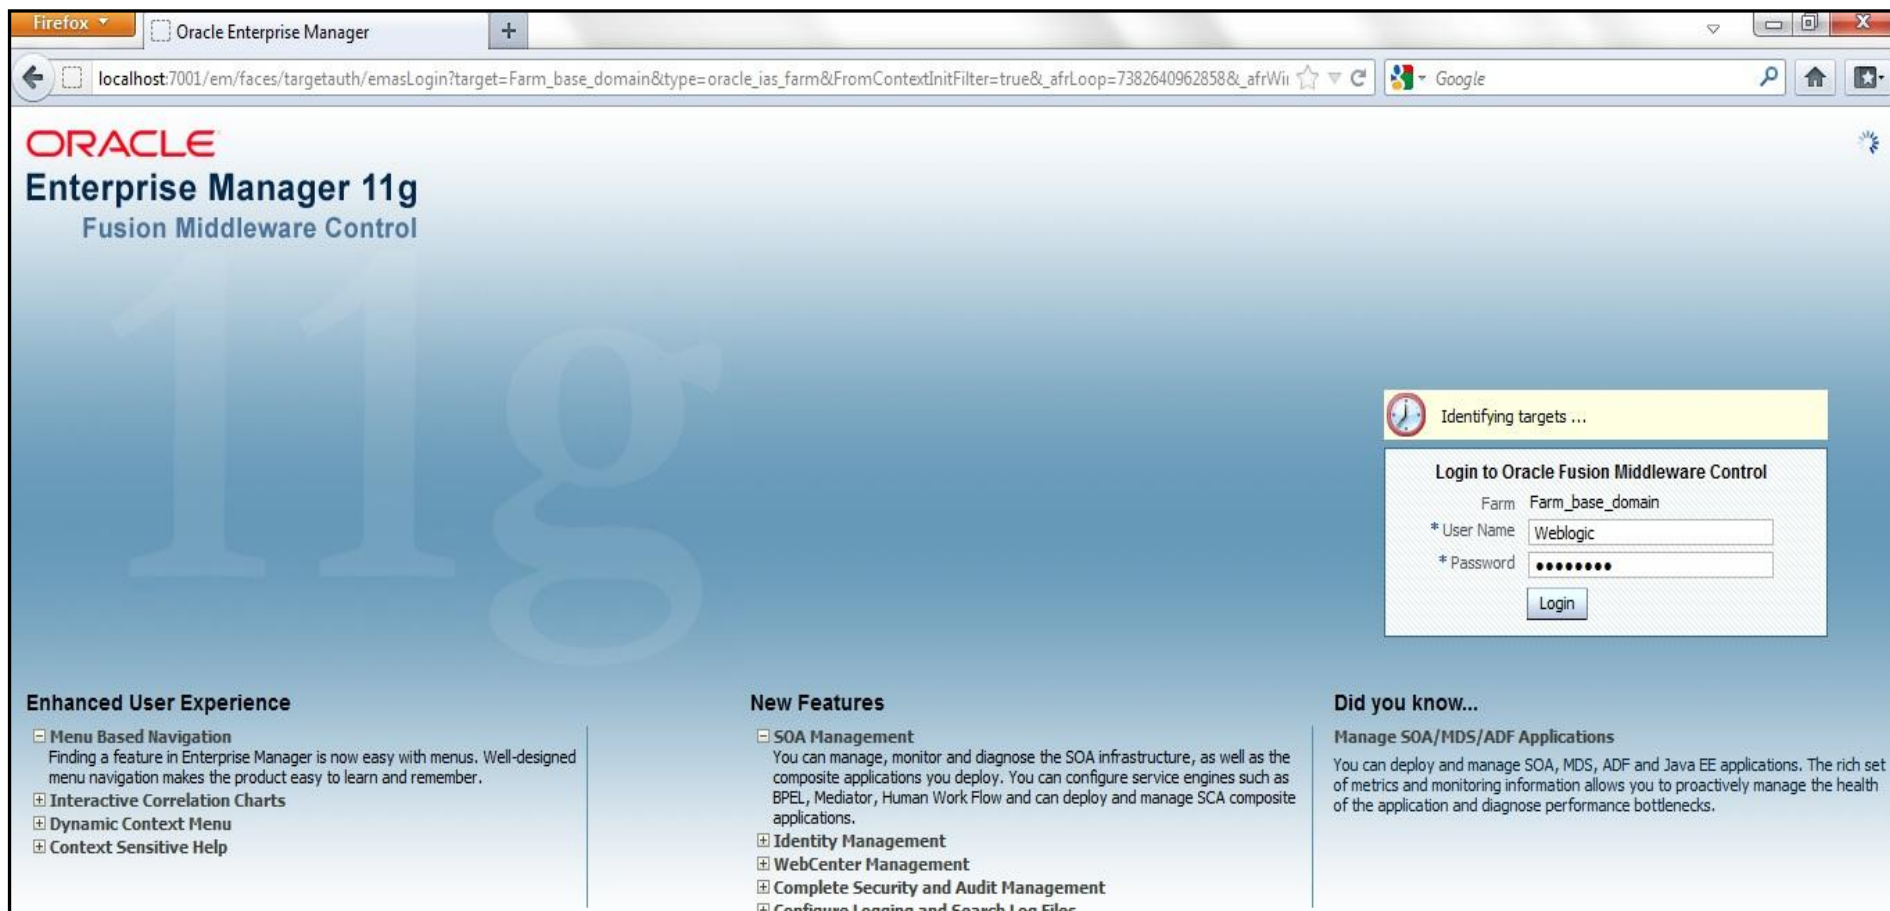 Firefox
Oracle Enterprise Manager
localhost:7001/em/faces/targetauth/emasLogin?target=Farm_base_domain&type=oracle_ias_farm&FromContextInitFilter=true&_afrLoop=7382640962858&_afrWi
Google
ORACLE
Enterprise Manager 11g
Fusion Middleware Control
11g
Identifying targets ...
Login to Oracle Fusion Middleware Control
Farm Farm_base_domain
* User Name Weblogic
* Password ••••••••
Login
Enhanced User Experience
Menu Based Navigation
Finding a feature in Enterprise Manager is now easy with menus. Well-designed
menu navigation makes the product easy to learn and remember.
Interactive Correlation Charts
Dynamic Context Menu
Context Sensitive Help
New Features
SOA Management
You can manage, monitor and diagnose the SOA infrastructure, as well as the
composite applications you deploy. You can configure service engines such as
BPEL, Mediator, Human Work Flow and can deploy and manage SCA composite
applications.
Identity Management
WebCenter Management
Complete Security and Audit Management
Configure Logging and Search Log Files
Did you know...
Manage SOA/MDS/ADF Applications
You can deploy and manage SOA, MDS, ADF and Java EE applications. The rich set
of metrics and monitoring information allows you to proactively manage the health
of the application and diagnose performance bottlenecks.